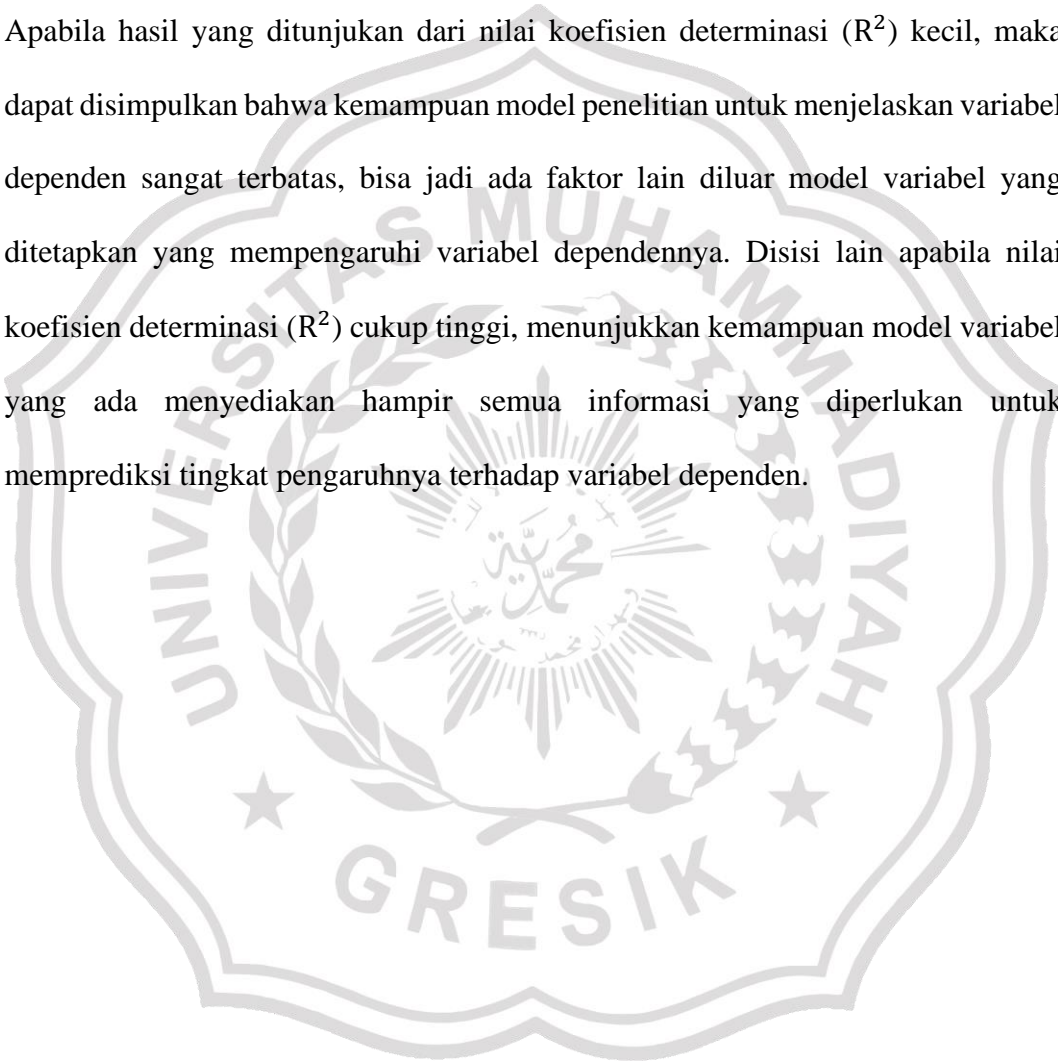 Apabila hasil yang ditunjukan dari nilai koefisien determinasi (R²) kecil, maka
dapat disimpulkan bahwa kemampuan model penelitian untuk menjelaskan variabel
dependen sangat terbatas, bisa jadi ada faktor lain diluar model variabel yang
ditetapkan yang mempengaruhi variabel dependennya. Disisi lain apabila nilai
koefisien determinasi (R²) cukup tinggi, menunjukkan kemampuan model variabel
yang ada menyediakan hampir semua informasi yang diperlukan untuk
memprediksi tingkat pengaruhnya terhadap variabel dependen.
UNIVERSITAS MUHAMMADIYAH
GRESIK